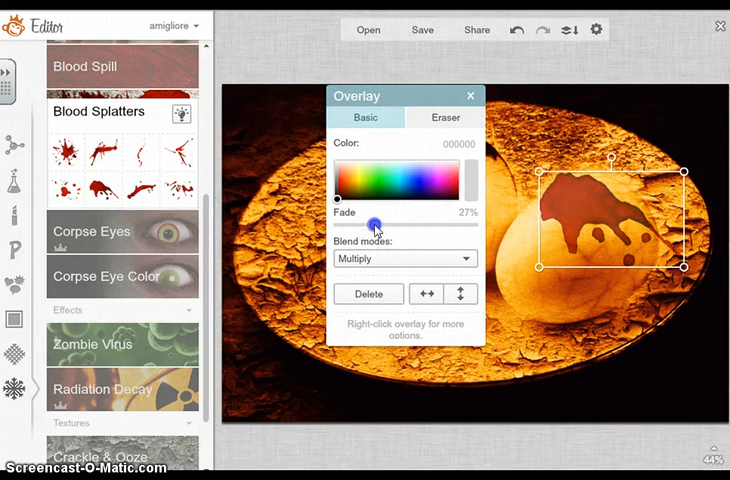 Editor
amigliore
Open
Save
Share
Blood Spill
Blood Splatters
Corpse Eyes
Corpse Eye Color
Effects
Zombie Virus
Radiation Decay
Textures
Crackle & Ooze
Overlay
X
Basic
Eraser
Color:
000000
Fade
27%
Blend modes:
Multiply
Delete
Right-click overlay for more
options.
44%
Screencast-O-Matic.com